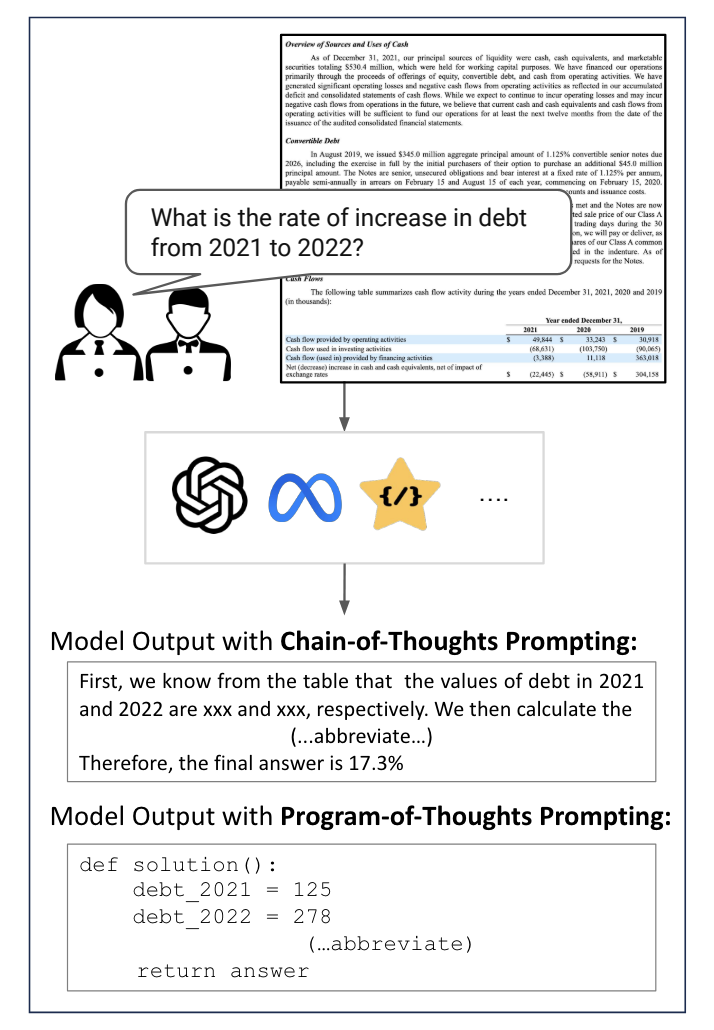 Overview of Sources and Uses of Cash
As of December 31, 2021, our principal sources of liquidity were cash, cash equivalents, and marketable
securities totaling $530.4 million, which were held for working capital purposes. We have financed our operations
primarily through the proceeds of offerings of equity, convertible debt, and cash from operating activities. We have
generated significant operating losses and negative cash flows from operating activities as reflected in our accumulated
deficit and consolidated statements of cash flows. While we expect to continue to incur operating losses and may incur
negative cash flows from operations in the future, we believe that current cash and cash equivalents and cash flows from
operating activities will be sufficient to fund our operations for at least the next twelve months from the date of the
issuance of the audited consolidated financial statements.
Convertible Debt
In August 2019, we issued $345.0 million aggregate principal amount of 1.125% convertible senior notes due
2026, including the exercise in full by the initial purchasers of their option to purchase an additional $45.0 million
principal amount. The Notes are senior, unsecured obligations and bear interest at a fixed rate of 1.125% per annum,
payable semi-annually in arrears on February 15 and August 15 of each year, commencing on February 15, 2020.
ounts and issuance costs.
met and the Notes are now
ted sale price of our Class A
trading days during the 30
on, we will pay or deliver, as
ares of our Class A common
ed in the indenture. As of
requests for the Notes.
What is the rate of increase in debt
from 2021 to 2022?
Cash Flows
The following table summarizes cash flow activity during the years ended December 31, 2021, 2020 and 2019
(in thousands):
Year ended December 31,
2021 2020 2019
Cash flow provided by operating activities $ 49,844 $ 33,243 $ 30,918
Cash flow used in investing activities (68,631) (103,750) (90,065)
Cash flow (used in) provided by financing activities (3,388) 11,118 363,018
Net (decrease) increase in cash and cash equivalents, net of impact of
exchange rates $ (22,445) $ (58,911) $ 304,158
{/}
....
Model Output with Chain-of-Thoughts Prompting:
First, we know from the table that the values of debt in 2021
and 2022 are xxx and xxx, respectively. We then calculate the
(...abbreviate...)
Therefore, the final answer is 17.3%
Model Output with Program-of-Thoughts Prompting:
def solution():
debt_2021 = 125
debt_2022 = 278
(…abbreviate)
return answer